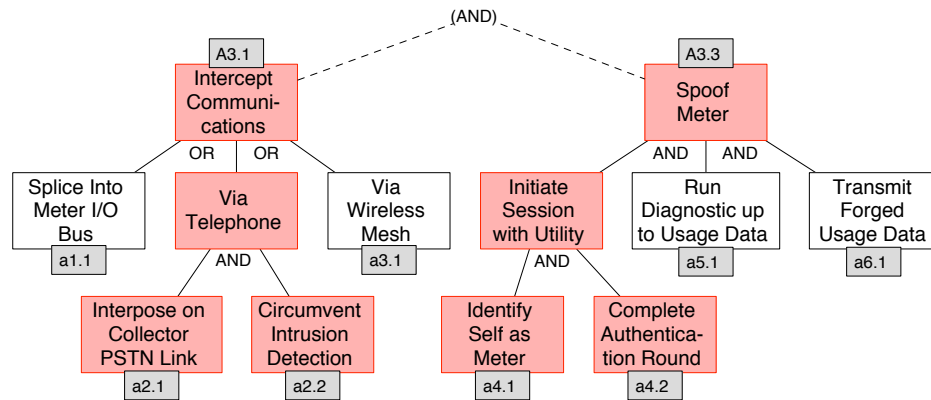 (AND)
A3.1
Intercept
Communi-
cations
A3.3
Spoof
Meter
OR
OR
AND
AND
Splice Into
Meter I/O
Bus
a1.1
Via
Telephone
Via
Wireless
Mesh
a3.1
Initiate
Session
with Utility
Run
Diagnostic up
to Usage Data
a5.1
Transmit
Forged
Usage Data
a6.1
AND
AND
Interpose on
Collector
PSTN Link
a2.1
Circumvent
Intrusion
Detection
a2.2
Identify
Self as
Meter
a4.1
Complete
Authentica-
tion Round
a4.2